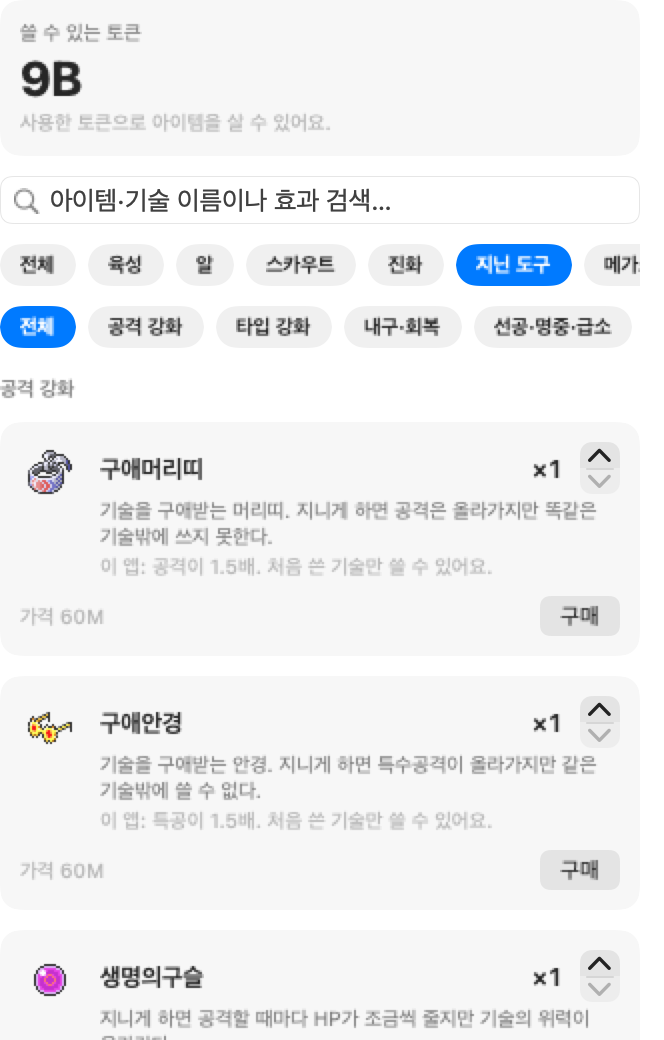 쓸 수 있는 토큰
9B
사용한 토큰으로 아이템을 살 수 있어요.
아이템·기술 이름이나 효과 검색...
전체 육성 알 스카우트 진화 지닌 도구 메가
전체 공격 강화 타입 강화 내구·회복 선공·명중·급소
공격 강화
구애머리띠 ×1
기술을 구애받는 머리띠. 지니게 하면 공격은 올라가지만 똑같은
기술밖에 쓰지 못한다.
이 앱: 공격이 1.5배. 처음 쓴 기술만 쓸 수 있어요.
가격 60M 구매
구애안경 ×1
기술을 구애받는 안경. 지니게 하면 특수공격이 올라가지만 같은
기술밖에 쓸 수 없다.
이 앱: 특공이 1.5배. 처음 쓴 기술만 쓸 수 있어요.
가격 60M 구매
생명의구슬 ×1
지니게 하면 공격할 때마다 HP가 조금씩 줄지만 기술의 위력이